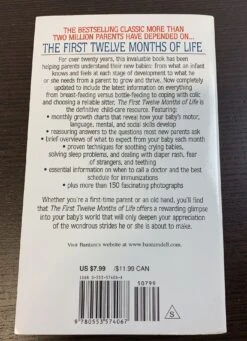 THE BESTSELLING CLASSIC MORE THAN
TWO MILLION PARENTS HAVE DEPENDED ON...
THE FIRST TWELVE MONTHS OF LIFE
For over twenty years, this invaluable book has been
helping parents understand their new babies: from what an infant
knows and feels at each stage of development to what he
or she needs from a parent to grow and thrive. Now completely
updated to include the latest information on everything
from breast-feeding versus bottle-feeding to coping with colic
and choosing a reliable sitter, The First Twelve Months of Life is
the definitive child-care resource. Featuring:
• monthly growth charts that reveal how your baby's motor,
language, mental, and social skills develop
• reassuring answers to the questions most new parents ask
• brief overviews of what to expect from your baby each month
• proven techniques for soothing crying babies,
solving sleep problems, and dealing with diaper rash, fear
of strangers, and teething
• essential information on when to call a doctor and the best
schedule for immunizations
• plus more than 150 fascinating photographs
Whether you're a first-time parent or an old hand, you'll find that
The First Twelve Months of Life offers a rewarding glimpse
into your baby's world that will only deepen your appreciation
of the wondrous strides he or she is about to make.
Visit Bantam's website at www.bantamdell.com
US $7.99 / $11.99 CAN
ISBN 0-553-57406-4
50799
9 780553 574067
S